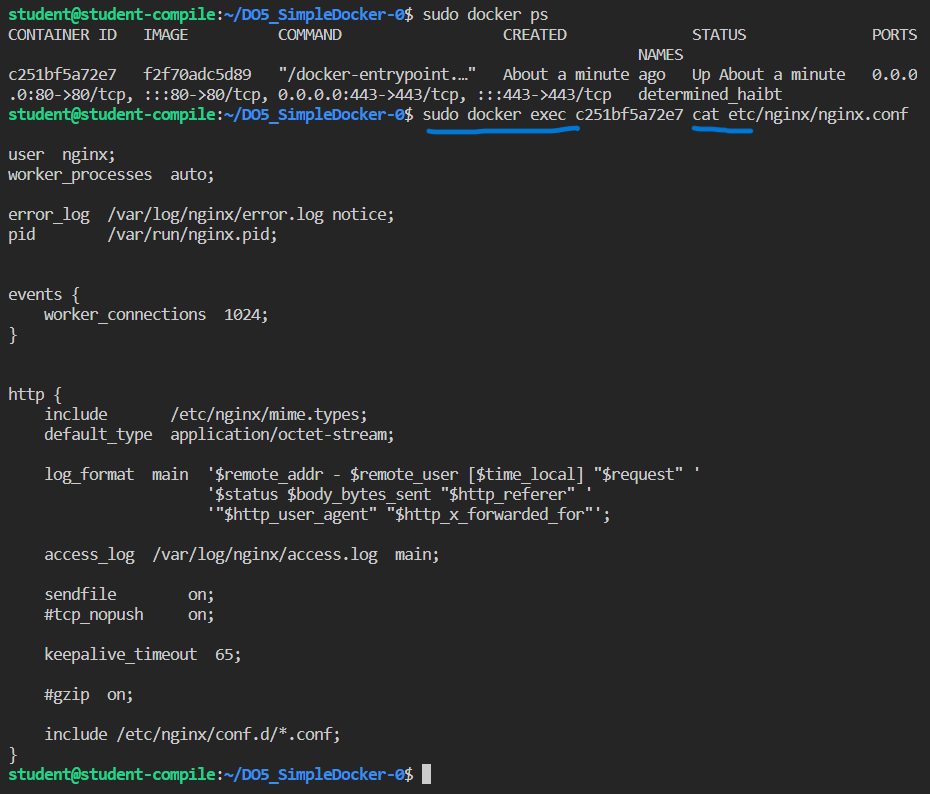 student@student-compile:~/DO5_SimpleDocker-0$ sudo docker ps
CONTAINER ID   IMAGE          COMMAND                  CREATED              STATUS              PORTS
                                                                      NAMES
c251bf5a72e7   f2f70adc5d89   "/docker-entrypoint.…"   About a minute ago   Up About a minute   0.0.0
.0:80->80/tcp, :::80->80/tcp, 0.0.0.0:443->443/tcp, :::443->443/tcp   determined_haibt
student@student-compile:~/DO5_SimpleDocker-0$ sudo docker exec c251bf5a72e7 cat etc/nginx/nginx.conf

user  nginx;
worker_processes  auto;

error_log  /var/log/nginx/error.log notice;
pid        /var/run/nginx.pid;


events {
    worker_connections  1024;
}


http {
    include       /etc/nginx/mime.types;
    default_type  application/octet-stream;

    log_format  main  '$remote_addr - $remote_user [$time_local] "$request" '
                      '$status $body_bytes_sent "$http_referer" '
                      '"$http_user_agent" "$http_x_forwarded_for"';

    access_log  /var/log/nginx/access.log  main;

    sendfile        on;
    #tcp_nopush     on;

    keepalive_timeout  65;

    #gzip  on;

    include /etc/nginx/conf.d/*.conf;
}
student@student-compile:~/DO5_SimpleDocker-0$